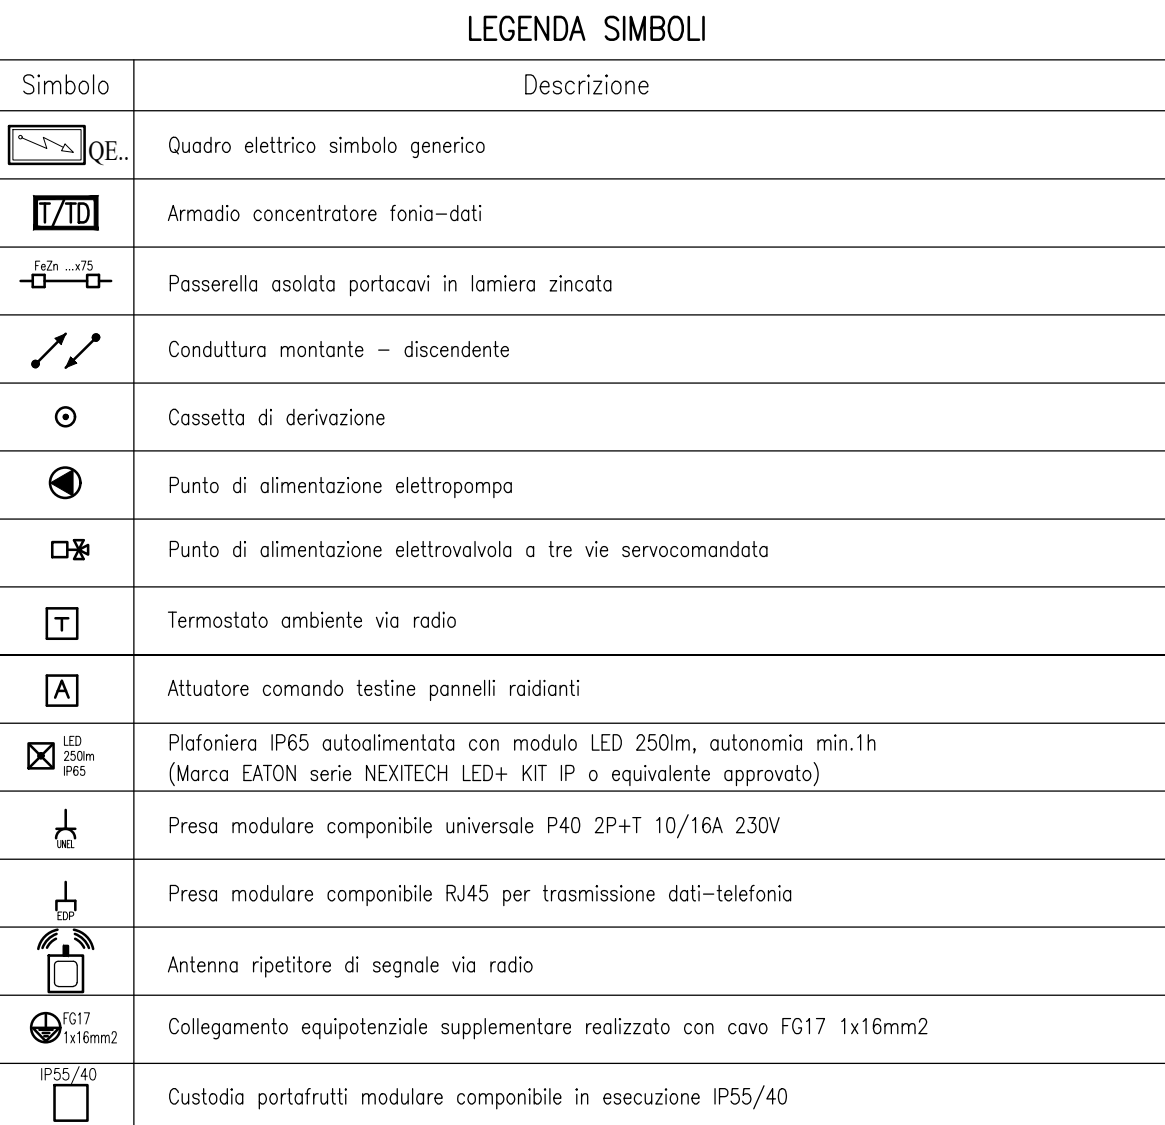 LEGENDA SIMBOLI
Simbolo Descrizione
QE.. Quadro elettrico simbolo generico
T/TD Armadio concentratore fonia-dati
FeZn ...x75
Passerella asolata portacavi in lamiera zincata
Conduttura montante - discendente
Cassetta di derivazione
Punto di alimentazione elettropompa
Punto di alimentazione elettrovalvola a tre vie servocomandata
T Termostato ambiente via radio
A Attuatore comando testine pannelli raidianti
LED
250lm
IP65
Plafoniera IP65 autoalimentata con modulo LED 250lm, autonomia min.1h
(Marca EATON serie NEXITECH LED+ KIT IP o equivalente approvato)
UNEL
Presa modulare componibile universale P40 2P+T 10/16A 230V
EDP
Presa modulare componibile RJ45 per trasmissione dati-telefonia
Antenna ripetitore di segnale via radio
FG17
1x16mm2
Collegamento equipotenziale supplementare realizzato con cavo FG17 1x16mm2
IP55/40
Custodia portafrutti modulare componibile in esecuzione IP55/40